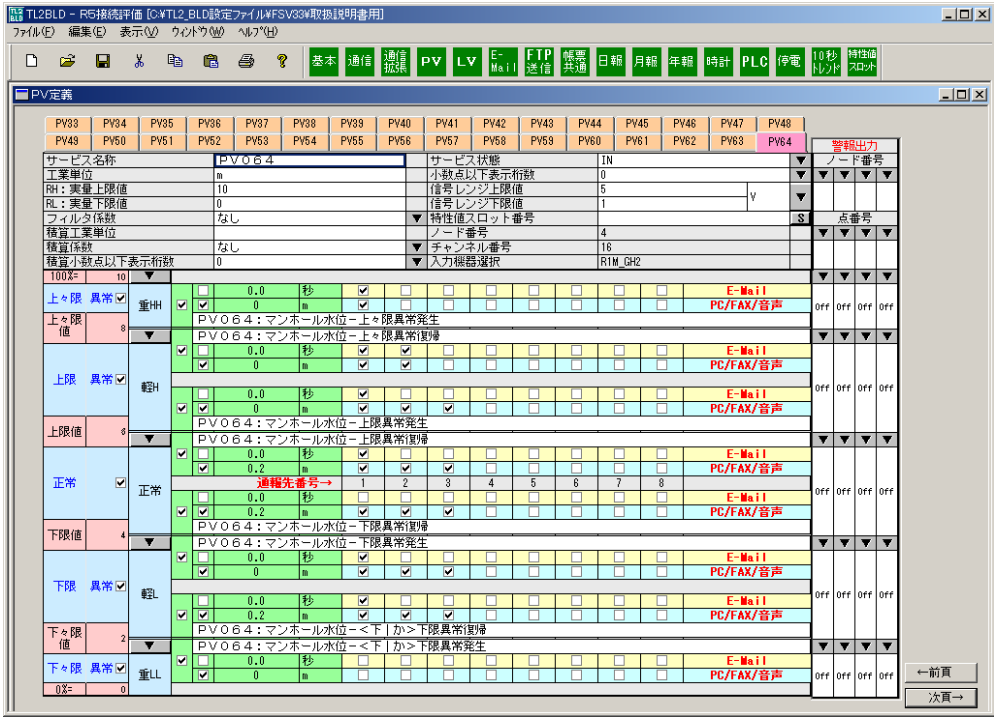 TL2BLD - R5接続評価 [C:¥TL2_BLD設定ファイル¥FSV33¥取扱説明書用]
ファイル(F) 編集(E) 表示(V) ウィンドウ(W) ヘルプ(H)
基本 通信 通信拡張 PV LV E-Mail FTP送信 帳票共通 日報 月報 年報 時計 PLC 停電 10秒トレンド 特性値スロット
PV定義
PV33 PV34 PV35 PV36 PV37 PV38 PV39 PV40 PV41 PV42 PV43 PV44 PV45 PV46 PV47 PV48
PV49 PV50 PV51 PV52 PV53 PV54 PV55 PV56 PV57 PV58 PV59 PV60 PV61 PV62 PV63 PV64
警報出力
サービス名称 PV064 サービス状態 IN ▼ ノード番号
工業単位 m 小数点以下表示桁数 0 ▼ ▼ ▼ ▼ ▼
RH:実量上限値 10 信号レンジ上限値 5 V ▼
RL:実量下限値 0 信号レンジ下限値 1
フィルタ係数 なし ▼ 特性値スロット番号 S 点番号
積算工業単位 ノード番号 4 ▼ ▼ ▼ ▼
積算係数 なし ▼ チャンネル番号 16
積算小数点以下表示桁数 0 ▼ 入力機器選択 R1M_GH2
100%= 10 ▼ ▼ ▼ ▼ ▼
上々限 異常 重HH 0.0 秒 E-Mail
0 m PC/FAX/音声 Off Off Off Off
上々限値 8 PV064:マンホール水位-上々限異常発生
▼ PV064:マンホール水位-上々限異常復帰 ▼ ▼ ▼ ▼
0.0 秒 E-Mail
0 m PC/FAX/音声
上限 異常 軽H Off Off Off Off
0.0 秒 E-Mail
0 m PC/FAX/音声
上限値 6 PV064:マンホール水位-上限異常発生
▼ PV064:マンホール水位-上限異常復帰 ▼ ▼ ▼ ▼
0.0 秒 E-Mail
0.2 m PC/FAX/音声
正常 正常 通報先番号→ 1 2 3 4 5 6 7 8 Off Off Off Off
0.0 秒 E-Mail
0.2 m PC/FAX/音声
下限値 4 PV064:マンホール水位-下限異常復帰
▼ PV064:マンホール水位-下限異常発生 ▼ ▼ ▼ ▼
0.0 秒 E-Mail
0 m PC/FAX/音声
下限 異常 軽L Off Off Off Off
0.0 秒 E-Mail
0.2 m PC/FAX/音声
下々限値 2 PV064:マンホール水位-<下|か>下限異常復帰
▼ PV064:マンホール水位-<下|か>下限異常発生 ▼ ▼ ▼ ▼
下々限 異常 重LL 0.0 秒 E-Mail
0 m PC/FAX/音声 Off Off Off Off
0%= 0
←前頁
次頁→